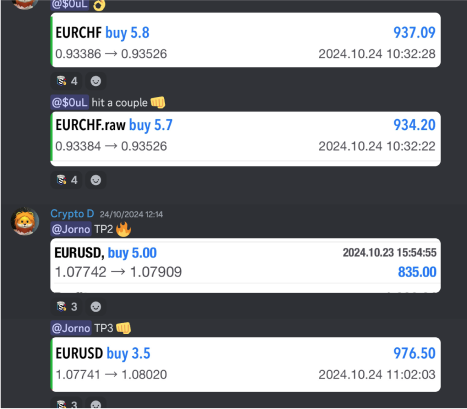 @$0uL
EURCHF buy 5.8 937.09
0.93386 → 0.93526 2024.10.24 10:32:28
4
@$0uL hit a couple
EURCHF.raw buy 5.7 934.20
0.93384 → 0.93526 2024.10.24 10:32:22
4
Crypto D 24/10/2024 12:14
@Jorno TP2
EURUSD, buy 5.00 2024.10.23 15:54:55
1.07742 → 1.07909 835.00
3
@Jorno TP3
EURUSD buy 3.5 976.50
1.07741 → 1.08020 2024.10.24 11:02:03
3